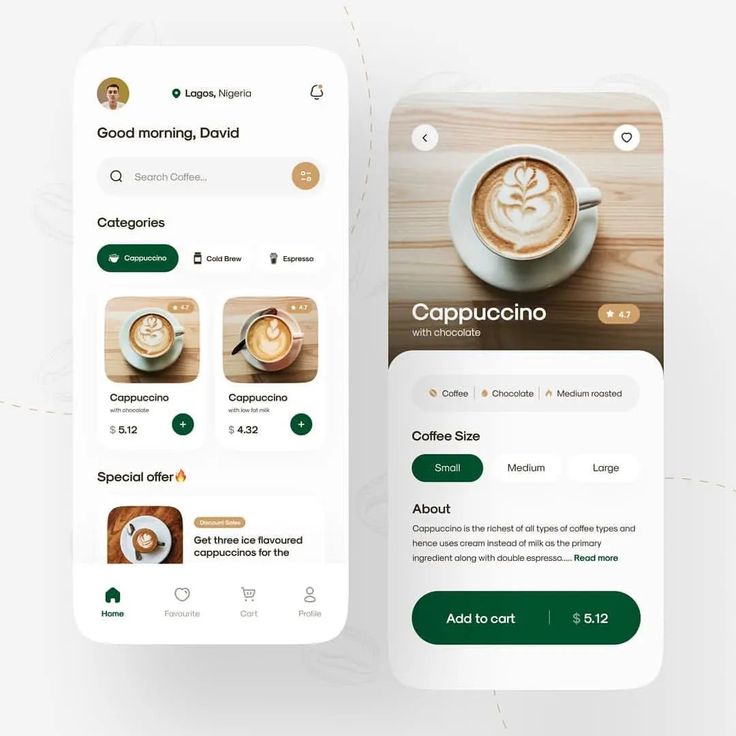 Lagos, Nigeria
Good morning, David
Search Coffee...
Categories
Cappuccino
Cold Brew
Espresso
4.7
Cappuccino
with chocolate
$ 5.12
4.7
Cappuccino
with low fat milk
$ 4.32
Special offer🔥
Discount Sales
Get three ice flavoured
cappuccinos for the
Home
Favourite
Cart
Profile
Cappuccino
4.7
with chocolate
Coffee
Chocolate
Medium roasted
Coffee Size
Small
Medium
Large
About
Cappuccino is the richest of all types of coffee types and
hence uses cream instead of milk as the primary
ingredient along with double espresso..... Read more
Add to cart
$ 5.12